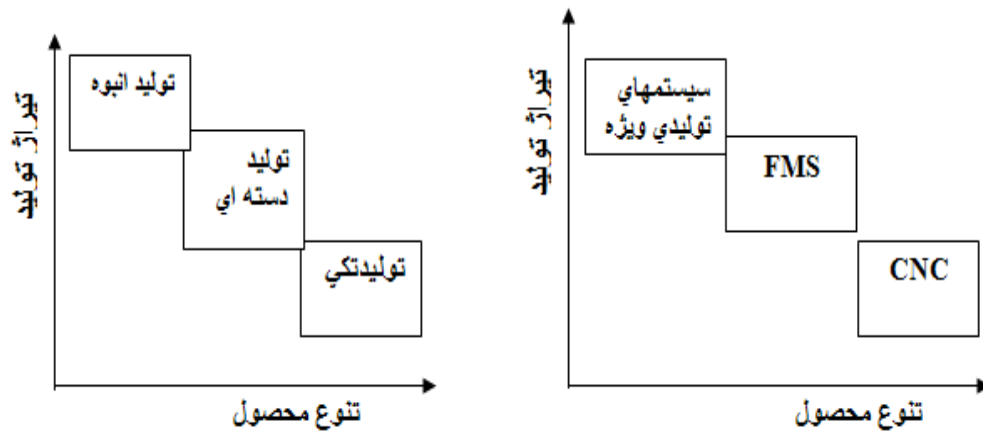 تيراژ توليد
توليد انبوه
توليد
دسته اي
توليدتكي
تنوع محصول
تيراژ توليد
سيستمهاي
توليدي ويژه
FMS
CNC
تنوع محصول